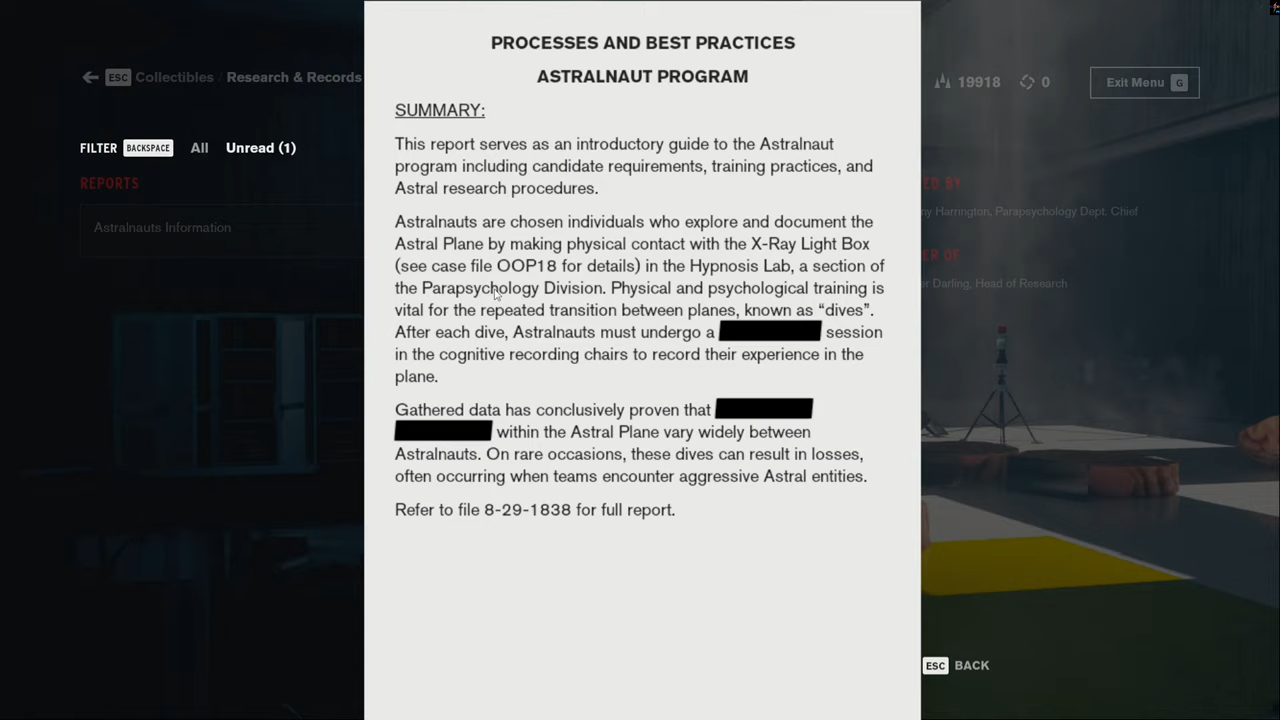 PROCESSES AND BEST PRACTICES
ASTRALNAUT PROGRAM
ESC Collectibles / Research & Records
19918
0
Exit Menu G
SUMMARY:
FILTER BACKSPACE All Unread (1)
This report serves as an introductory guide to the Astralnaut
program including candidate requirements, training practices, and
Astral research procedures.
REPORTS
Astralnauts Information
ED BY
ny Harrington, Parapsychology Dept. Chief
ER OF
er Darling, Head of Research
Astralnauts are chosen individuals who explore and document the
Astral Plane by making physical contact with the X-Ray Light Box
(see case file OOP18 for details) in the Hypnosis Lab, a section of
the Parapsychology Division. Physical and psychological training is
vital for the repeated transition between planes, known as “dives”.
After each dive, Astralnauts must undergo a session
in the cognitive recording chairs to record their experience in the
plane.
Gathered data has conclusively proven that
within the Astral Plane vary widely between
Astralnauts. On rare occasions, these dives can result in losses,
often occurring when teams encounter aggressive Astral entities.
Refer to file 8-29-1838 for full report.
ESC BACK